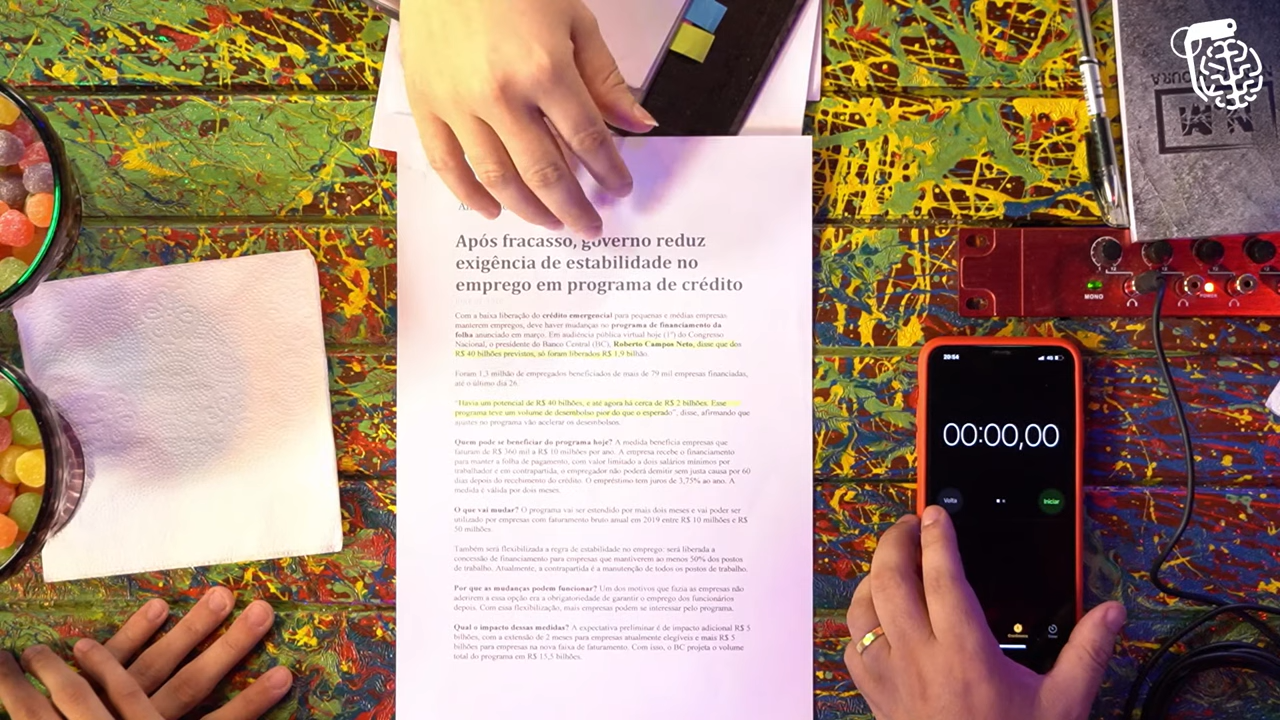 Após fracasso, governo reduz
exigência de estabilidade no
emprego em programa de crédito
Com a baixa liberação do crédito emergencial para pequenas e médias empresas
manterem empregos, deve haver mudanças no programa de financiamento da
folha anunciado em março. Em audiência pública virtual hoje (1º) do Congresso
Nacional, o presidente do Banco Central (BC), Roberto Campos Neto, disse que dos
R$ 40 bilhões previstos, só foram liberados R$ 1,9 bilhão.
Foram 1,3 milhão de empregados beneficiados de mais de 79 mil empresas financiadas,
até o último dia 26.
"Havia um potencial de R$ 40 bilhões, e até agora há cerca de R$ 2 bilhões. Esse
programa teve um volume de desembolso pior do que o esperado", disse, afirmando que
ajustes no programa vão acelerar os desembolsos.
Quem pode se beneficiar do programa hoje? A medida beneficia empresas que
faturam de R$ 360 mil a R$ 10 milhões por ano. A empresa recebe o financiamento
para manter a folha de pagamento, com valor limitado a dois salários mínimos por
trabalhador e em contrapartida, o empregador não poderá demitir sem justa causa por 60
dias depois do recebimento do crédito. O empréstimo tem juros de 3,75% ao ano. A
medida é válida por dois meses.
O que vai mudar? O programa vai ser estendido por mais dois meses e vai poder ser
utilizado por empresas com faturamento bruto anual em 2019 entre R$ 10 milhões e R$
50 milhões.
Também será flexibilizada a regra de estabilidade no emprego: será liberada a
concessão de financiamento para empresas que mantiverem ao menos 50% dos postos
de trabalho. Atualmente, a contrapartida é a manutenção de todos os postos de trabalho.
Por que as mudanças podem funcionar? Um dos motivos que fazia as empresas não
aderirem a essa opção era a obrigatoriedade de garantir o emprego dos funcionários
depois. Com essa flexibilização, mais empresas podem se interessar pelo programa.
Qual o impacto dessas medidas? A expectativa preliminar é de impacto adicional R$ 5
bilhões, com a extensão de 2 meses para empresas atualmente elegíveis e mais R$ 5
bilhões para empresas na nova faixa de faturamento. Com isso, o BC projeta o volume
total do programa em R$ 15,5 bilhões.
MONO
POWER
20:54
4G
00:00,00
Volta
Iniciar